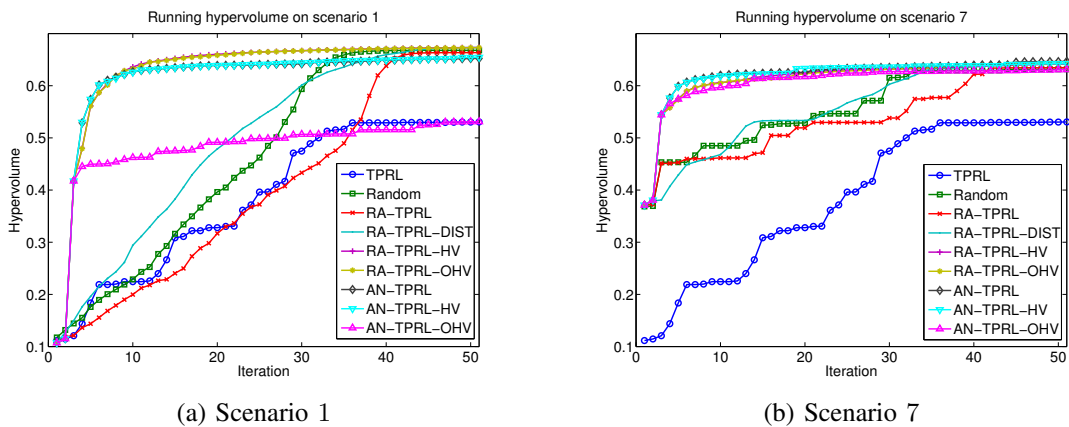 Running hypervolume on scenario 1
Hypervolume
0.6
0.5
0.4
0.3
0.2
0.1
0
10
20
30
40
50
Iteration
TPRL
Random
RA-TPRL
RA-TPRL-DIST
RA-TPRL-HV
RA-TPRL-OHV
AN-TPRL
AN-TPRL-HV
AN-TPRL-OHV
(a) Scenario 1
Running hypervolume on scenario 7
Hypervolume
0.6
0.5
0.4
0.3
0.2
0.1
0
10
20
30
40
50
Iteration
TPRL
Random
RA-TPRL
RA-TPRL-DIST
RA-TPRL-HV
RA-TPRL-OHV
AN-TPRL
AN-TPRL-HV
AN-TPRL-OHV
(b) Scenario 7